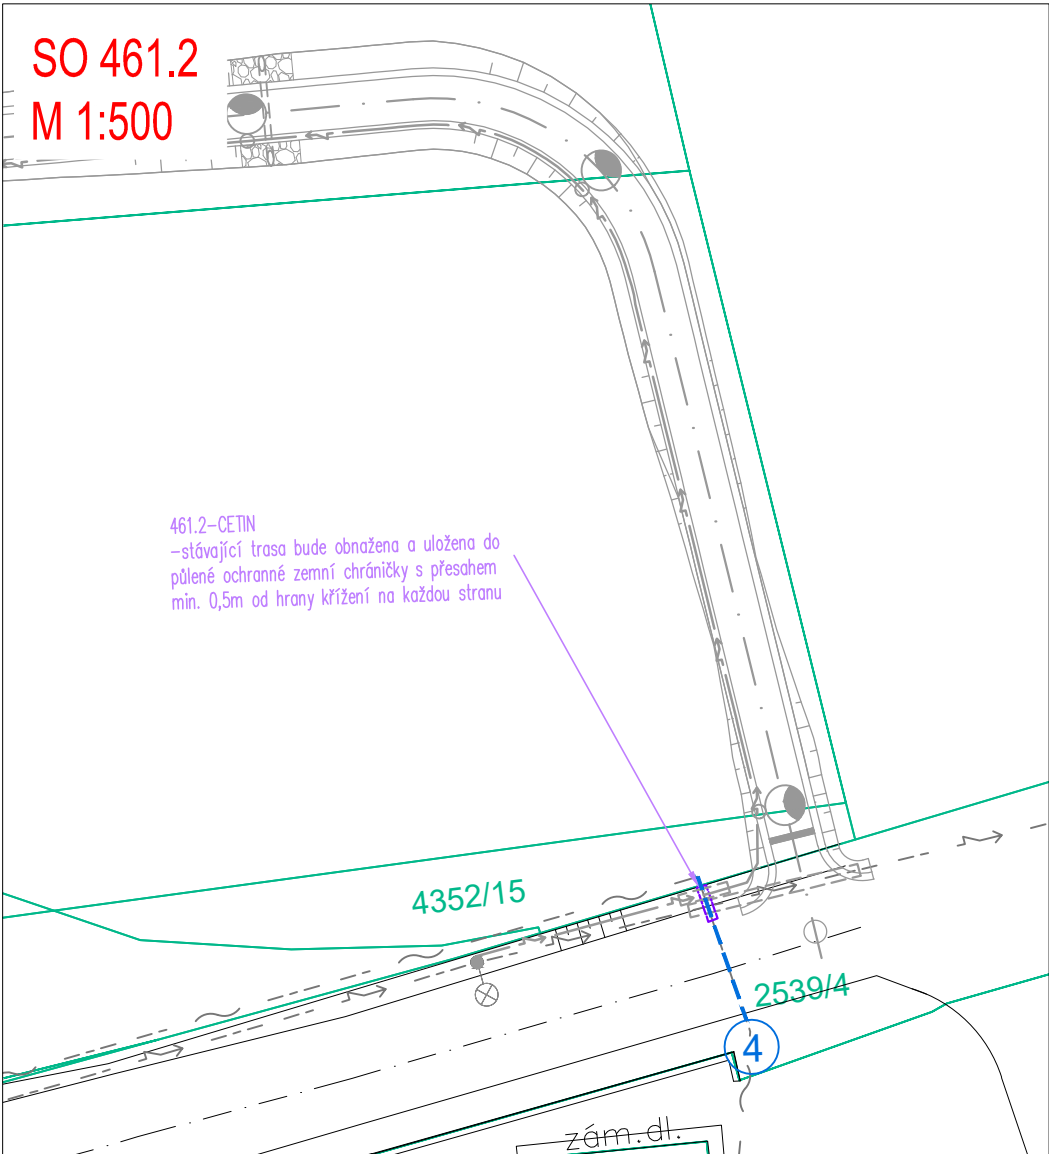 SO 461.2
M 1:500
461.2-CETIN
-stávající trasa bude obnažena a uložena do
půlené ochranné zemní chráničky s přesahem
min. 0,5m od hrany křížení na každou stranu
4352/15
2539/4
4
zám.dl.